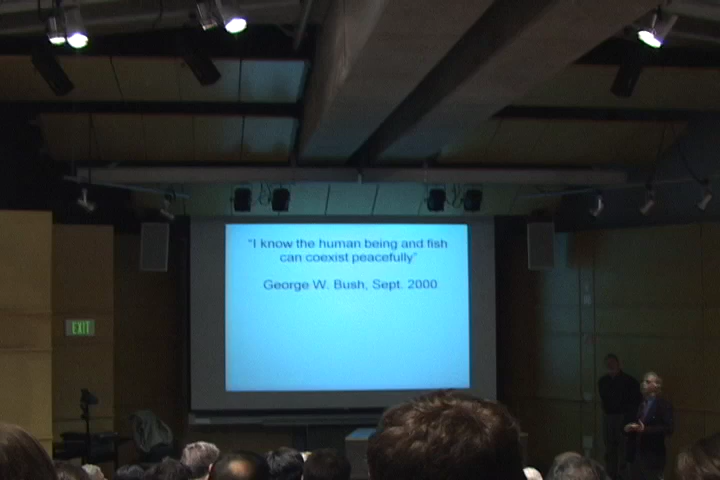 "I know the human being and fish
can coexist peacefully"
George W. Bush, Sept. 2000
EXIT